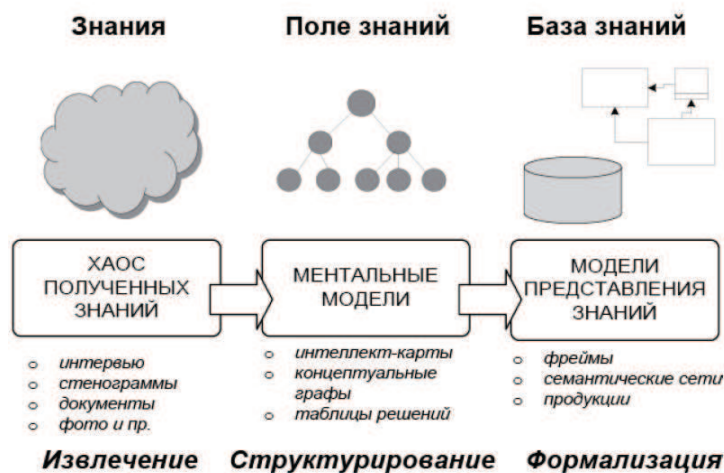 Знания
Поле знаний
База знаний
ХАОС
ПОЛУЧЕННЫХ
ЗНАНИЙ
МЕНТАЛЬНЫЕ
МОДЕЛИ
МОДЕЛИ
ПРЕДСТАВЛЕНИЯ
ЗНАНИЙ
интервью
стенограммы
документы
фото и пр.
интеллект-карты
концептуальные
графы
таблицы решений
фреймы
семантические сети
продукции
Извлечение
Структурирование
Формализация